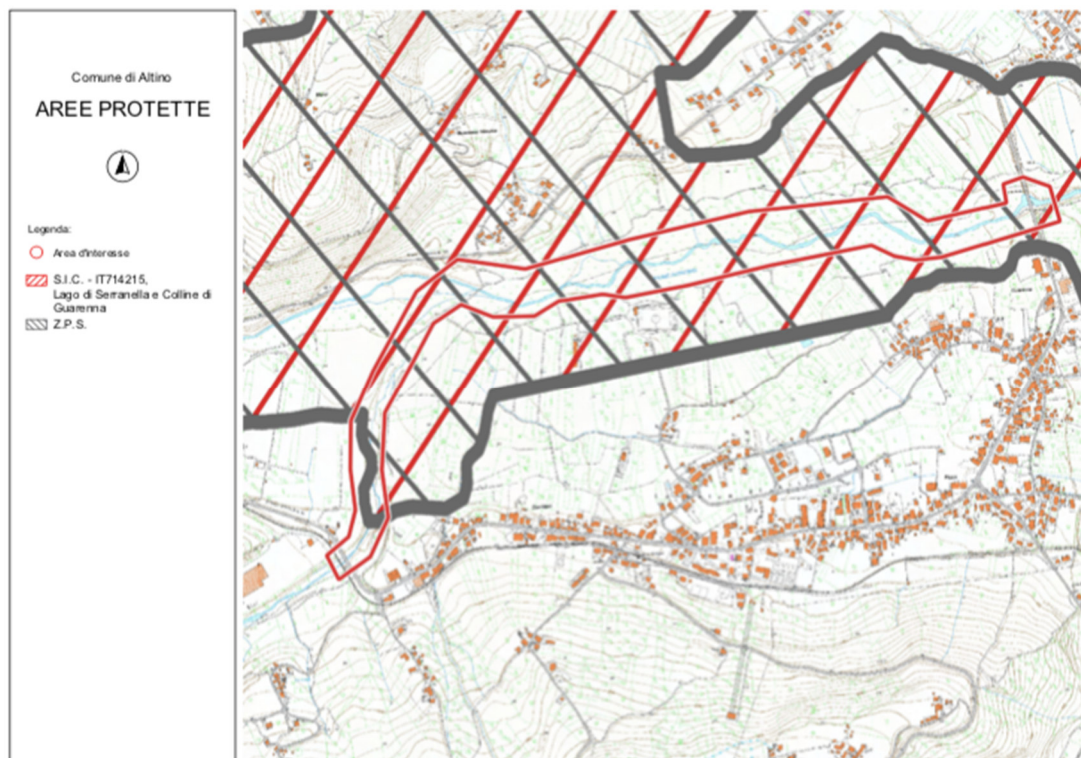 Comune di Altino
AREE PROTETTE
Legenda:
Area d'interesse
S.I.C. - IT714215,
Lago di Serranella e Colline di
Guarenna
Z.P.S.